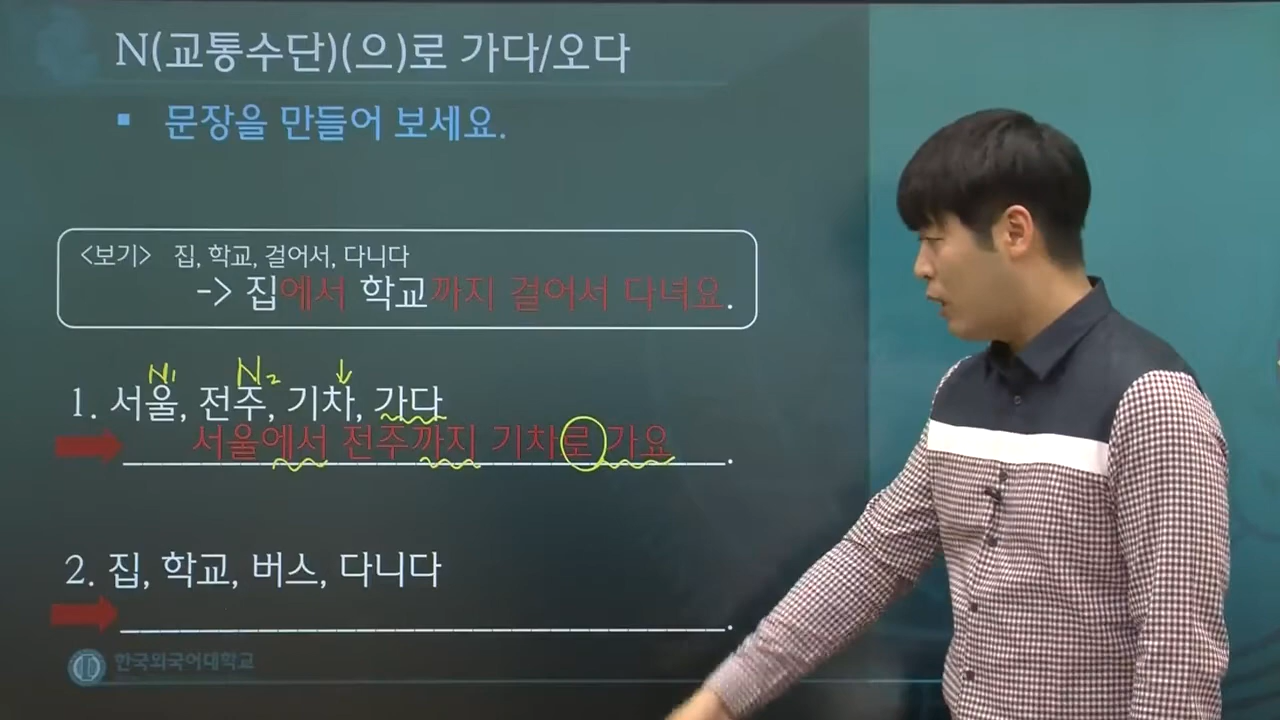 N(교통수단)(으)로 가다/오다
▪ 문장을 만들어 보세요.
<보기> 집, 학교, 걸어서, 다니다
-> 집에서 학교까지 걸어서 다녀요.
N1 N2 ↓
1. 서울, 전주, 기차, 가다
서울에서 전주까지 기차로 가요.
2. 집, 학교, 버스, 다니다
한국외국어대학교